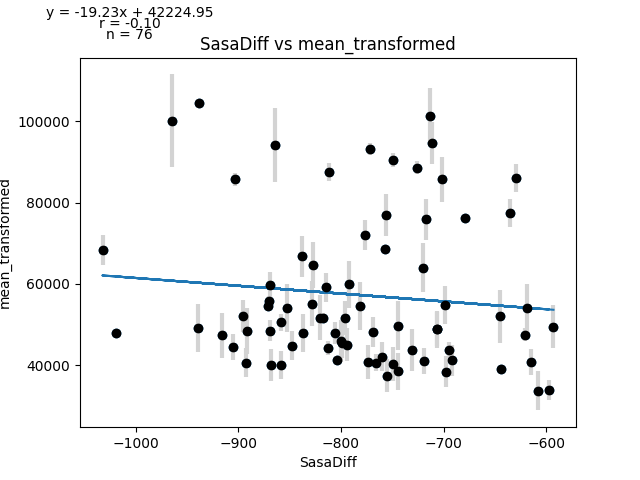 y = -19.23x + 42224.95
r = -0.10
n = 76
SasaDiff vs mean_transformed
100000
80000
60000
40000
mean_transformed
−1000
−900
−800
−700
−600
SasaDiff